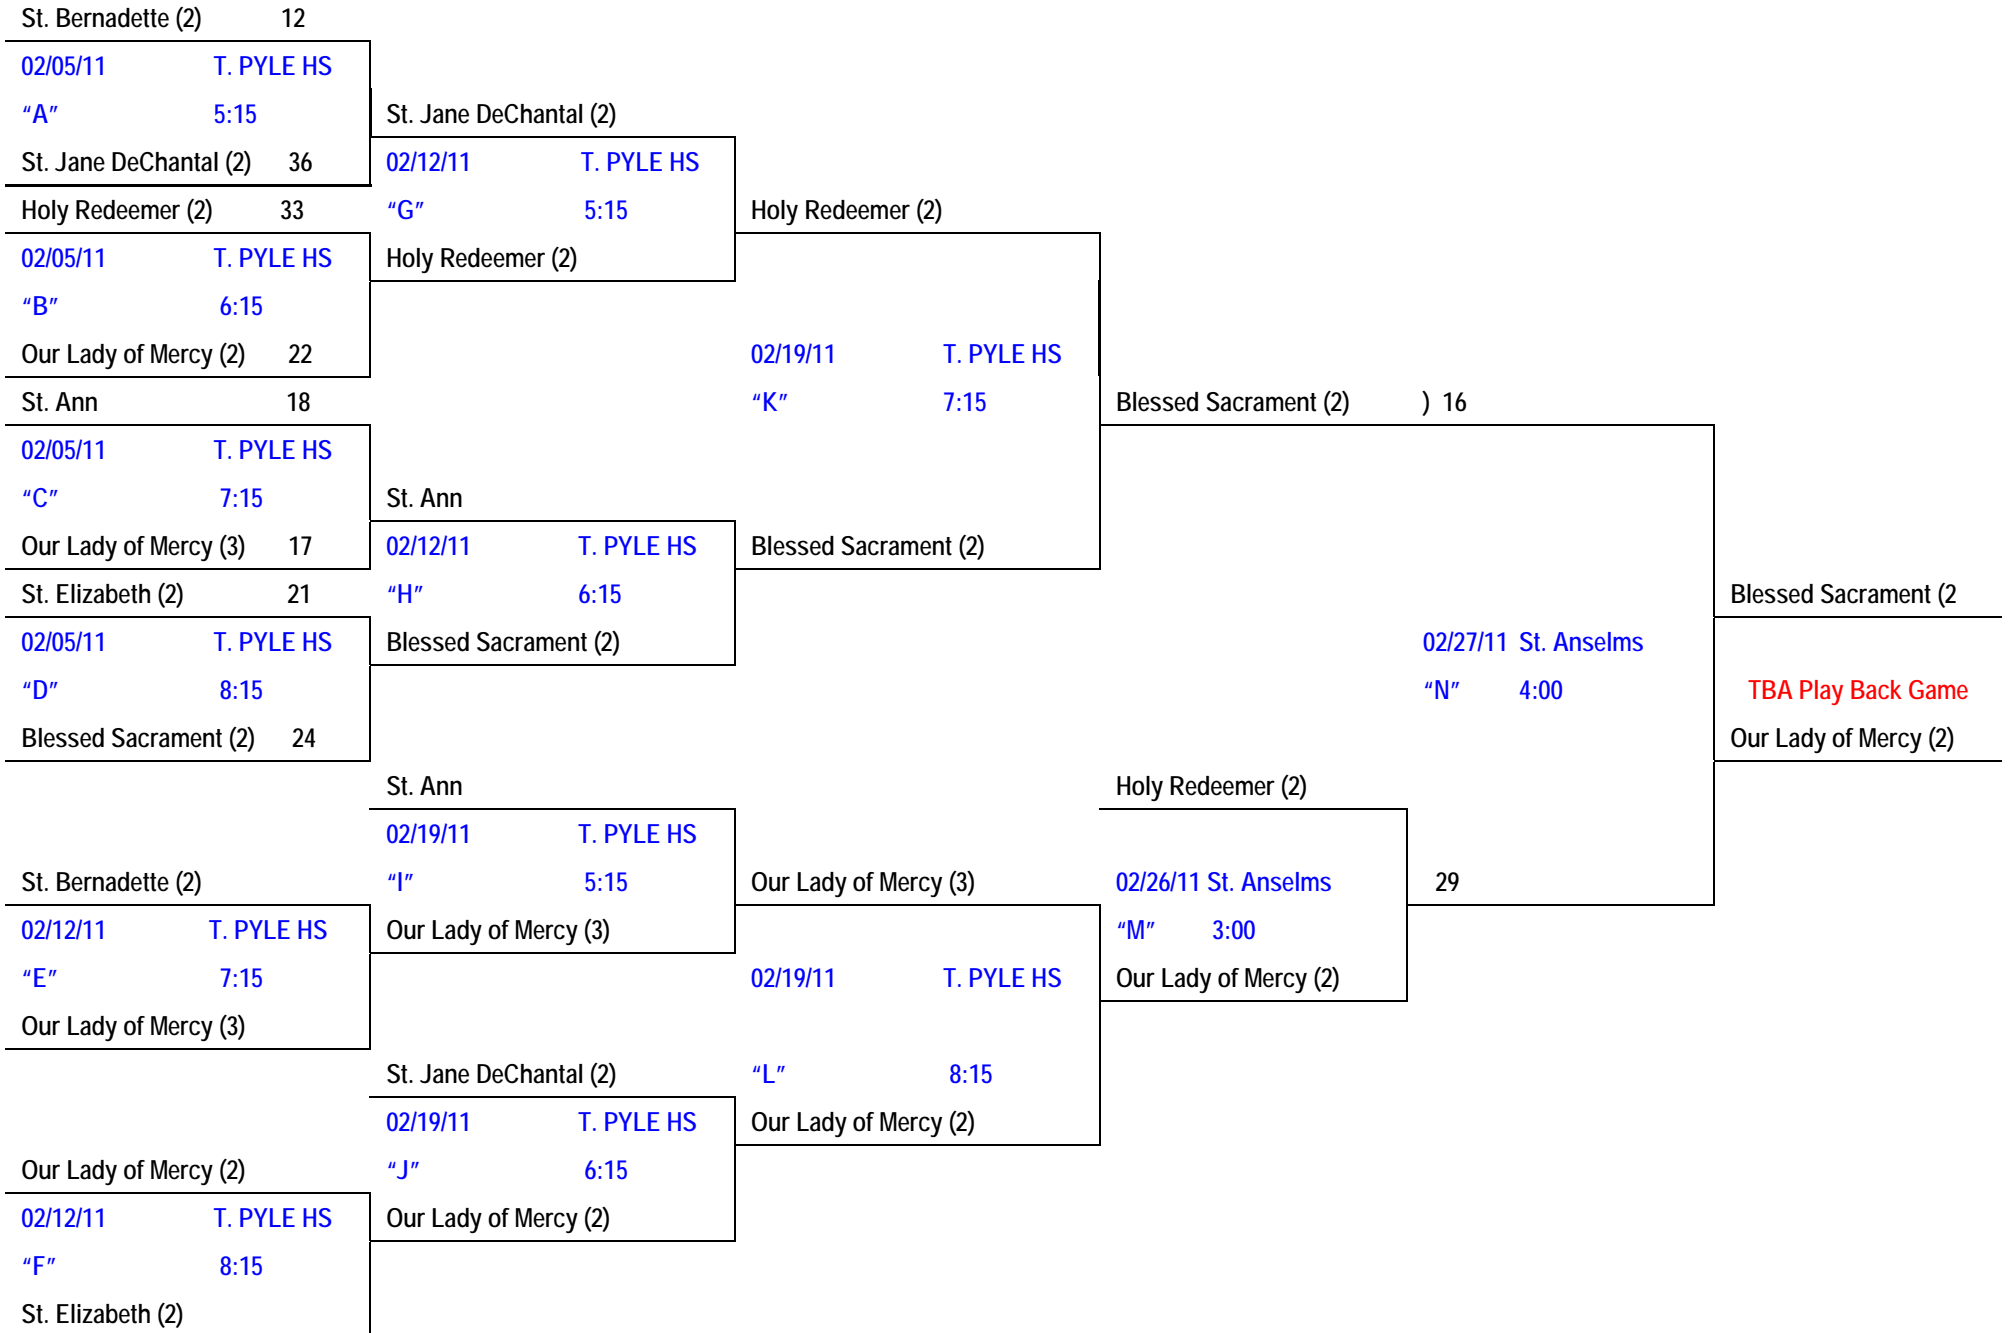 St. Bernadette (2) 12
02/05/11 T. PYLE HS
“A” 5:15 St. Jane DeChantal (2)
St. Jane DeChantal (2) 36 02/12/11 T. PYLE HS
Holy Redeemer (2) 33 “G” 5:15 Holy Redeemer (2)
02/05/11 T. PYLE HS Holy Redeemer (2)
“B” 6:15
Our Lady of Mercy (2) 22 02/19/11 T. PYLE HS
St. Ann 18 “K” 7:15 Blessed Sacrament (2) ) 16
02/05/11 T. PYLE HS
“C” 7:15 St. Ann
Our Lady of Mercy (3) 17 02/12/11 T. PYLE HS Blessed Sacrament (2)
St. Elizabeth (2) 21 “H” 6:15 Blessed Sacrament (2
02/05/11 T. PYLE HS Blessed Sacrament (2) 02/27/11 St. Anselms
“D” 8:15 “N” 4:00 TBA Play Back Game
Blessed Sacrament (2) 24 Our Lady of Mercy (2)
St. Ann Holy Redeemer (2)
02/19/11 T. PYLE HS
St. Bernadette (2) “I” 5:15 Our Lady of Mercy (3) 02/26/11 St. Anselms 29
02/12/11 T. PYLE HS Our Lady of Mercy (3) “M” 3:00
“E” 7:15 02/19/11 T. PYLE HS Our Lady of Mercy (2)
Our Lady of Mercy (3)
St. Jane DeChantal (2) “L” 8:15
02/19/11 T. PYLE HS Our Lady of Mercy (2)
Our Lady of Mercy (2) “J” 6:15
02/12/11 T. PYLE HS Our Lady of Mercy (2)
“F” 8:15
St. Elizabeth (2)